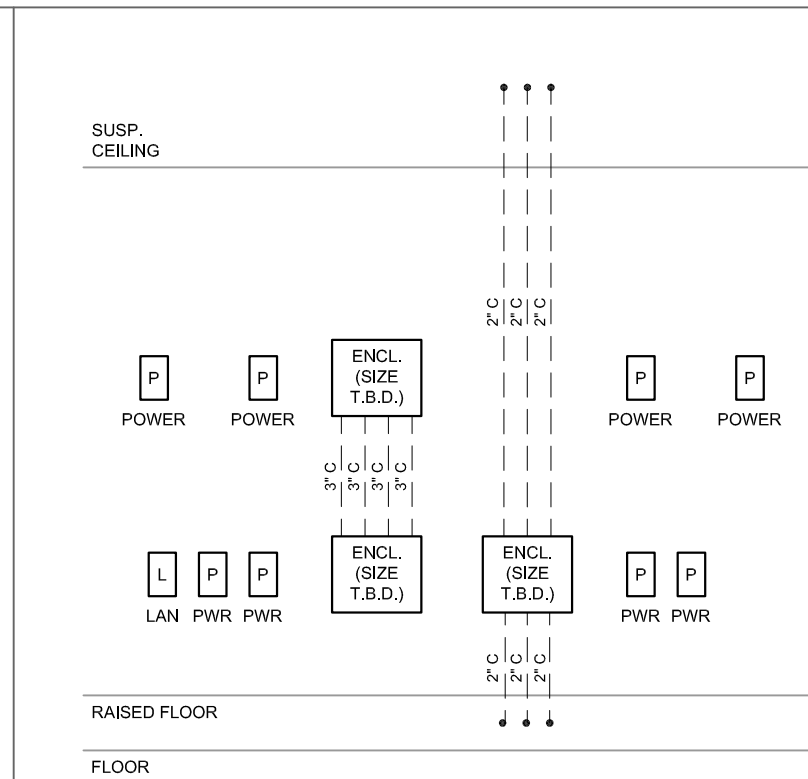 SUSP.
CEILING
2" C 2" C 2" C
P
POWER
P
POWER
ENCL.
(SIZE
T.B.D.)
P
POWER
P
POWER
3" C 3" C 3" C 3" C
L
LAN
P
PWR
P
PWR
ENCL.
(SIZE
T.B.D.)
ENCL.
(SIZE
T.B.D.)
P
PWR
P
PWR
2" C 2" C 2" C
RAISED FLOOR
FLOOR